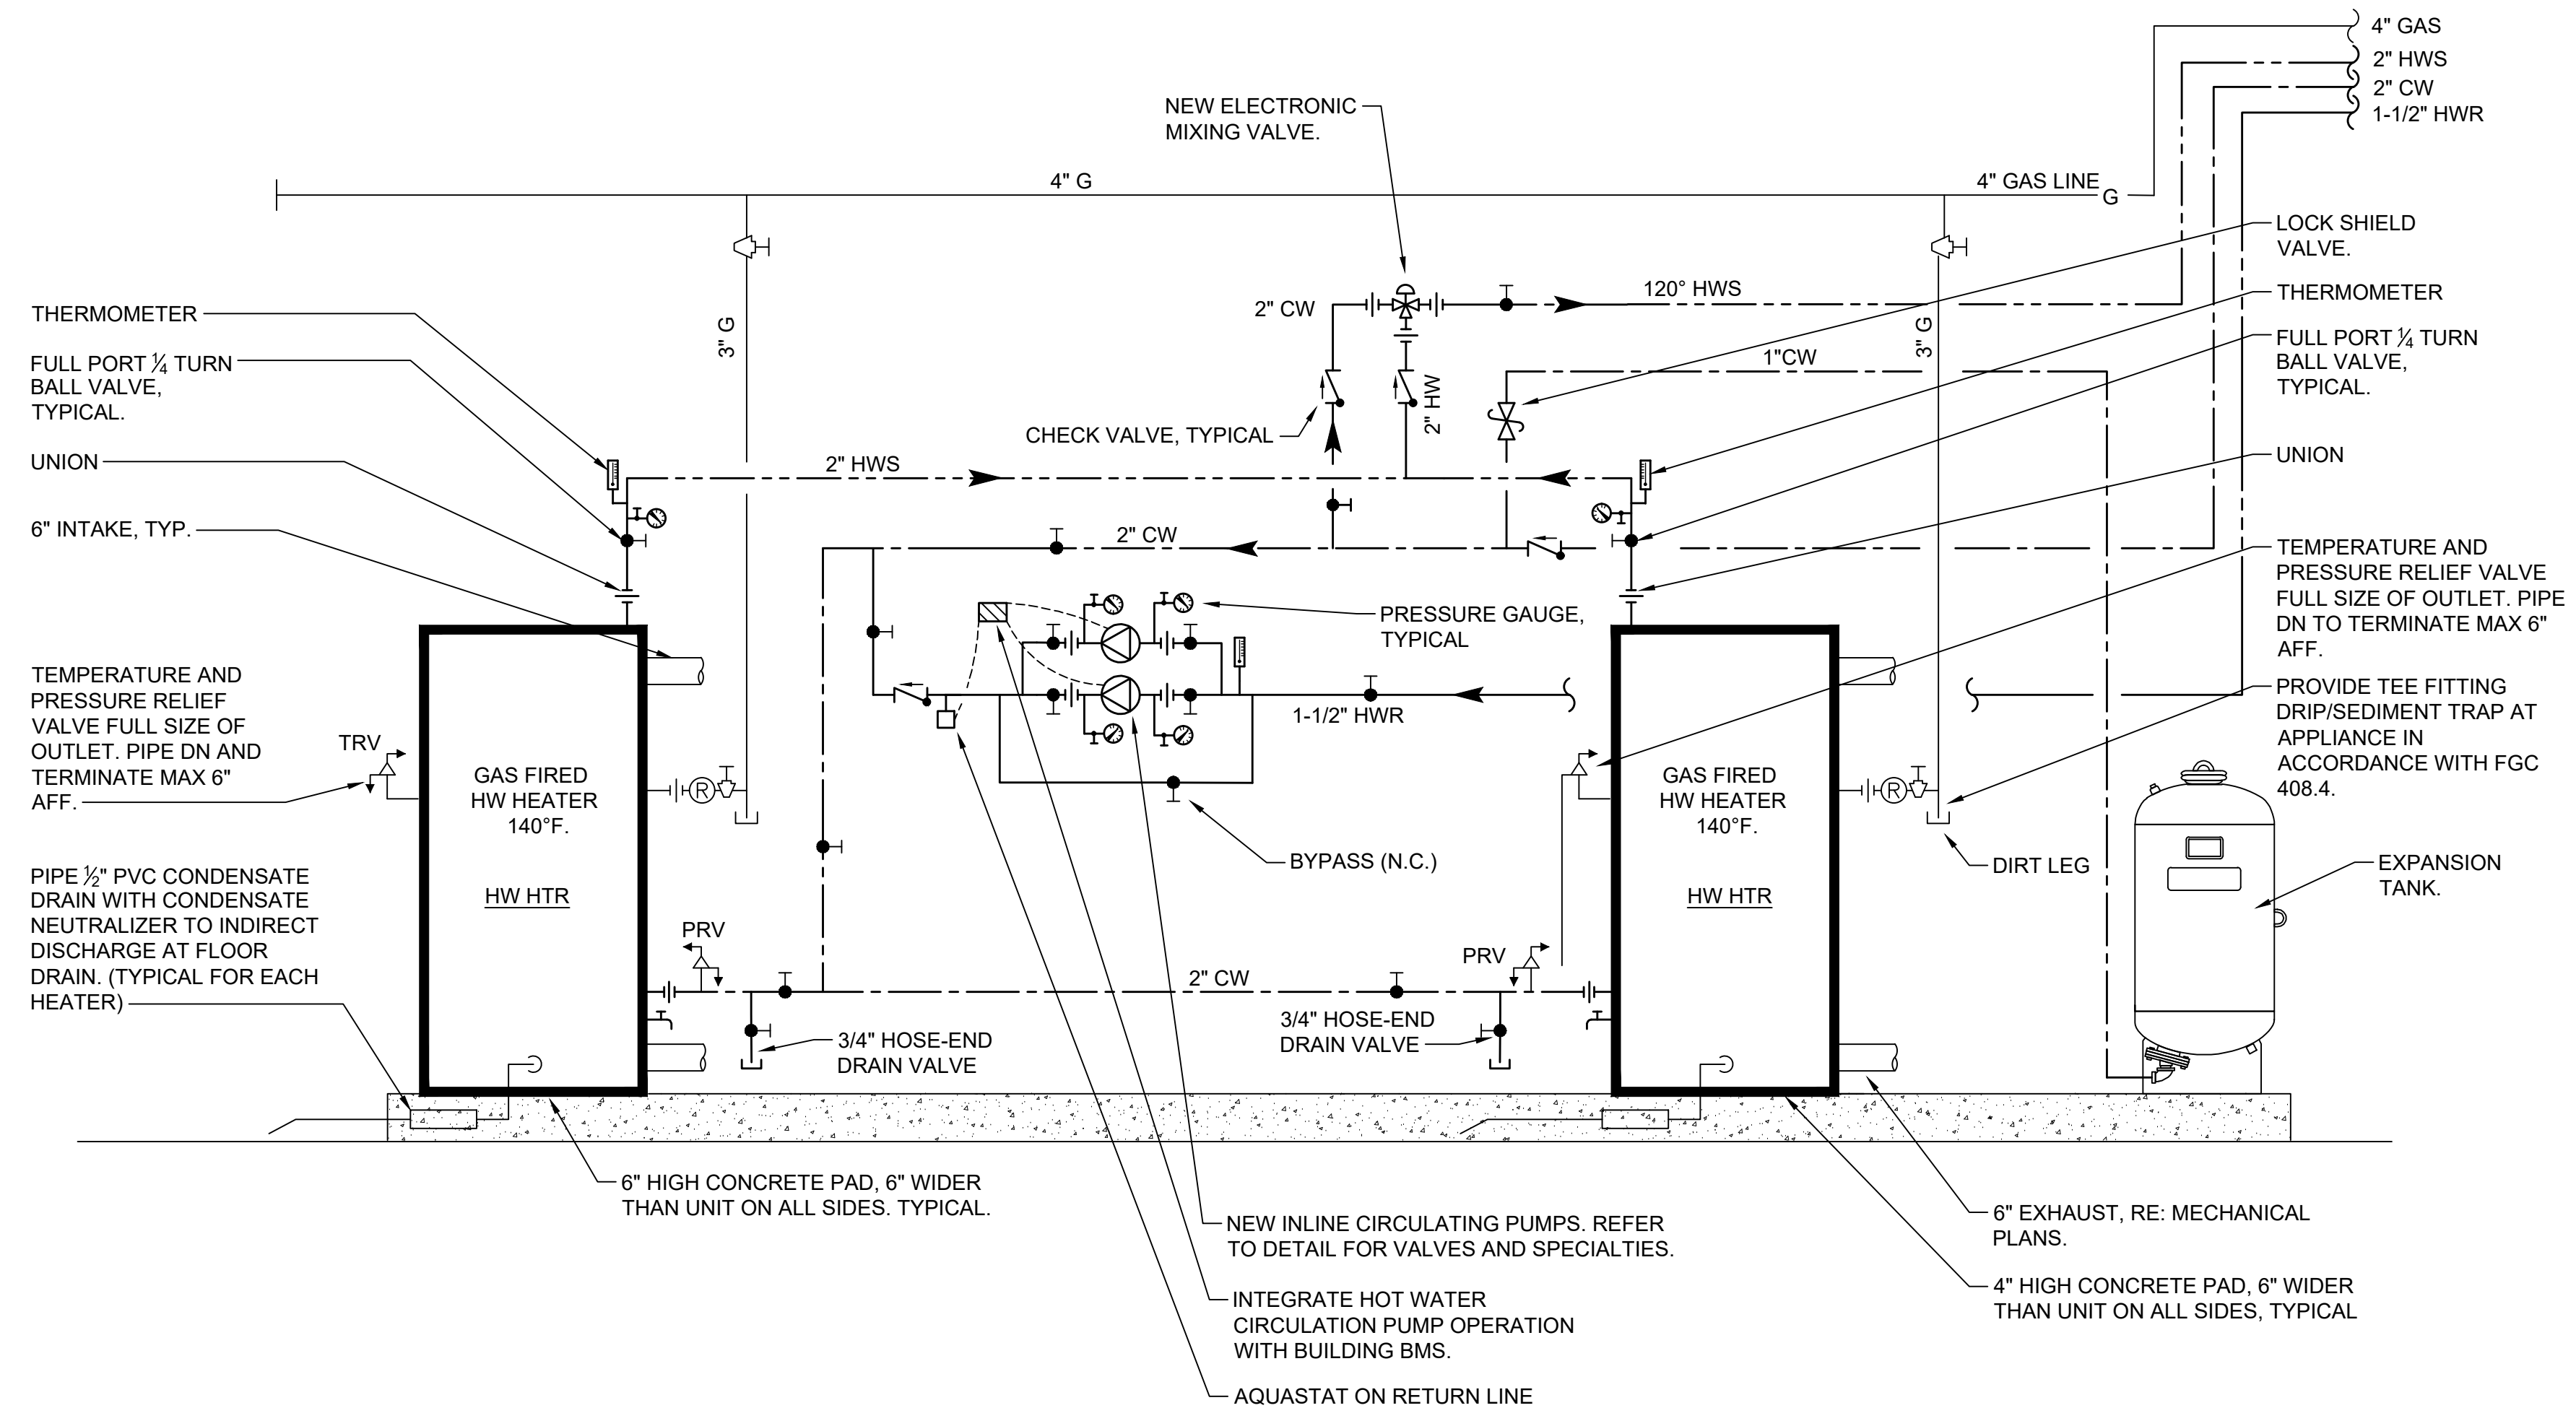 4" GAS
2" HWS
2" CW
1-1/2" HWR
NEW ELECTRONIC
MIXING VALVE.
4" G
4" GAS LINE
G
LOCK SHIELD
VALVE.
THERMOMETER
FULL PORT ¼ TURN
BALL VALVE,
TYPICAL.
UNION
6" INTAKE, TYP.
TEMPERATURE AND
PRESSURE RELIEF
VALVE FULL SIZE OF
OUTLET. PIPE DN AND
TERMINATE MAX 6"
AFF.
PIPE ½" PVC CONDENSATE
DRAIN WITH CONDENSATE
NEUTRALIZER TO INDIRECT
DISCHARGE AT FLOOR
DRAIN. (TYPICAL FOR EACH
HEATER)
3" G
2" CW
120° HWS
3" G
1"CW
2" HW
CHECK VALVE, TYPICAL
2" HWS
2" CW
PRESSURE GAUGE,
TYPICAL
1-1/2" HWR
BYPASS (N.C.)
TRV
GAS FIRED
HW HEATER
140°F.
HW HTR
R
PRV
2" CW
PRV
3/4" HOSE-END
DRAIN VALVE
3/4" HOSE-END
DRAIN VALVE
GAS FIRED
HW HEATER
140°F.
HW HTR
R
DIRT LEG
THERMOMETER
FULL PORT ¼ TURN
BALL VALVE,
TYPICAL.
UNION
TEMPERATURE AND
PRESSURE RELIEF VALVE
FULL SIZE OF OUTLET. PIPE
DN TO TERMINATE MAX 6"
AFF.
PROVIDE TEE FITTING
DRIP/SEDIMENT TRAP AT
APPLIANCE IN
ACCORDANCE WITH FGC
408.4.
EXPANSION
TANK.
6" HIGH CONCRETE PAD, 6" WIDER
THAN UNIT ON ALL SIDES. TYPICAL.
NEW INLINE CIRCULATING PUMPS. REFER
TO DETAIL FOR VALVES AND SPECIALTIES.
INTEGRATE HOT WATER
CIRCULATION PUMP OPERATION
WITH BUILDING BMS.
AQUASTAT ON RETURN LINE
6" EXHAUST, RE: MECHANICAL
PLANS.
4" HIGH CONCRETE PAD, 6" WIDER
THAN UNIT ON ALL SIDES, TYPICAL